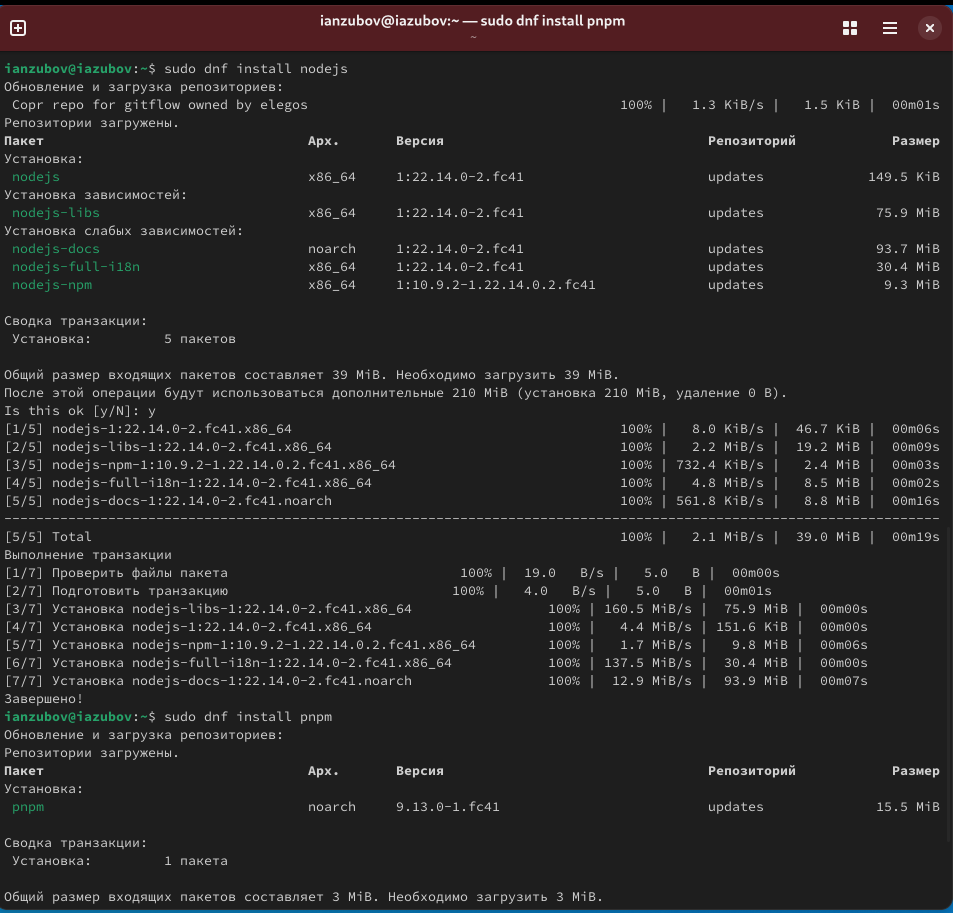 ianzubov@iazubov:~ — sudo dnf install pnpm
~
ianzubov@iazubov:~$ sudo dnf install nodejs
Обновление и загрузка репозиториев:
Copr repo for gitflow owned by elegos 100% | 1.3 KiB/s | 1.5 KiB | 00m01s
Репозитории загружены.
Пакет Арх. Версия Репозиторий Размер
Установка:
nodejs x86_64 1:22.14.0-2.fc41 updates 149.5 KiB
Установка зависимостей:
nodejs-libs x86_64 1:22.14.0-2.fc41 updates 75.9 MiB
Установка слабых зависимостей:
nodejs-docs noarch 1:22.14.0-2.fc41 updates 93.7 MiB
nodejs-full-i18n x86_64 1:22.14.0-2.fc41 updates 30.4 MiB
nodejs-npm x86_64 1:10.9.2-1.22.14.0.2.fc41 updates 9.3 MiB
Сводка транзакции:
Установка: 5 пакетов
Общий размер входящих пакетов составляет 39 MiB. Необходимо загрузить 39 MiB.
После этой операции будут использоваться дополнительные 210 MiB (установка 210 MiB, удаление 0 B).
Is this ok [y/N]: y
[1/5] nodejs-1:22.14.0-2.fc41.x86_64 100% | 8.0 KiB/s | 46.7 KiB | 00m06s
[2/5] nodejs-libs-1:22.14.0-2.fc41.x86_64 100% | 2.2 MiB/s | 19.2 MiB | 00m09s
[3/5] nodejs-npm-1:10.9.2-1.22.14.0.2.fc41.x86_64 100% | 732.4 KiB/s | 2.4 MiB | 00m03s
[4/5] nodejs-full-i18n-1:22.14.0-2.fc41.x86_64 100% | 4.8 MiB/s | 8.5 MiB | 00m02s
[5/5] nodejs-docs-1:22.14.0-2.fc41.noarch 100% | 561.8 KiB/s | 8.8 MiB | 00m16s
--------------------------------------------------------------------------------------------------------------------
[5/5] Total 100% | 2.1 MiB/s | 39.0 MiB | 00m19s
Выполнение транзакции
[1/7] Проверить файлы пакета 100% | 19.0 B/s | 5.0 B | 00m00s
[2/7] Подготовить транзакцию 100% | 4.0 B/s | 5.0 B | 00m01s
[3/7] Установка nodejs-libs-1:22.14.0-2.fc41.x86_64 100% | 160.5 MiB/s | 75.9 MiB | 00m00s
[4/7] Установка nodejs-1:22.14.0-2.fc41.x86_64 100% | 4.4 MiB/s | 151.6 KiB | 00m00s
[5/7] Установка nodejs-npm-1:10.9.2-1.22.14.0.2.fc41.x86_64 100% | 1.7 MiB/s | 9.8 MiB | 00m06s
[6/7] Установка nodejs-full-i18n-1:22.14.0-2.fc41.x86_64 100% | 137.5 MiB/s | 30.4 MiB | 00m00s
[7/7] Установка nodejs-docs-1:22.14.0-2.fc41.noarch 100% | 12.9 MiB/s | 93.9 MiB | 00m07s
Завершено!
ianzubov@iazubov:~$ sudo dnf install pnpm
Обновление и загрузка репозиториев:
Репозитории загружены.
Пакет Арх. Версия Репозиторий Размер
Установка:
pnpm noarch 9.13.0-1.fc41 updates 15.5 MiB
Сводка транзакции:
Установка: 1 пакета
Общий размер входящих пакетов составляет 3 MiB. Необходимо загрузить 3 MiB.